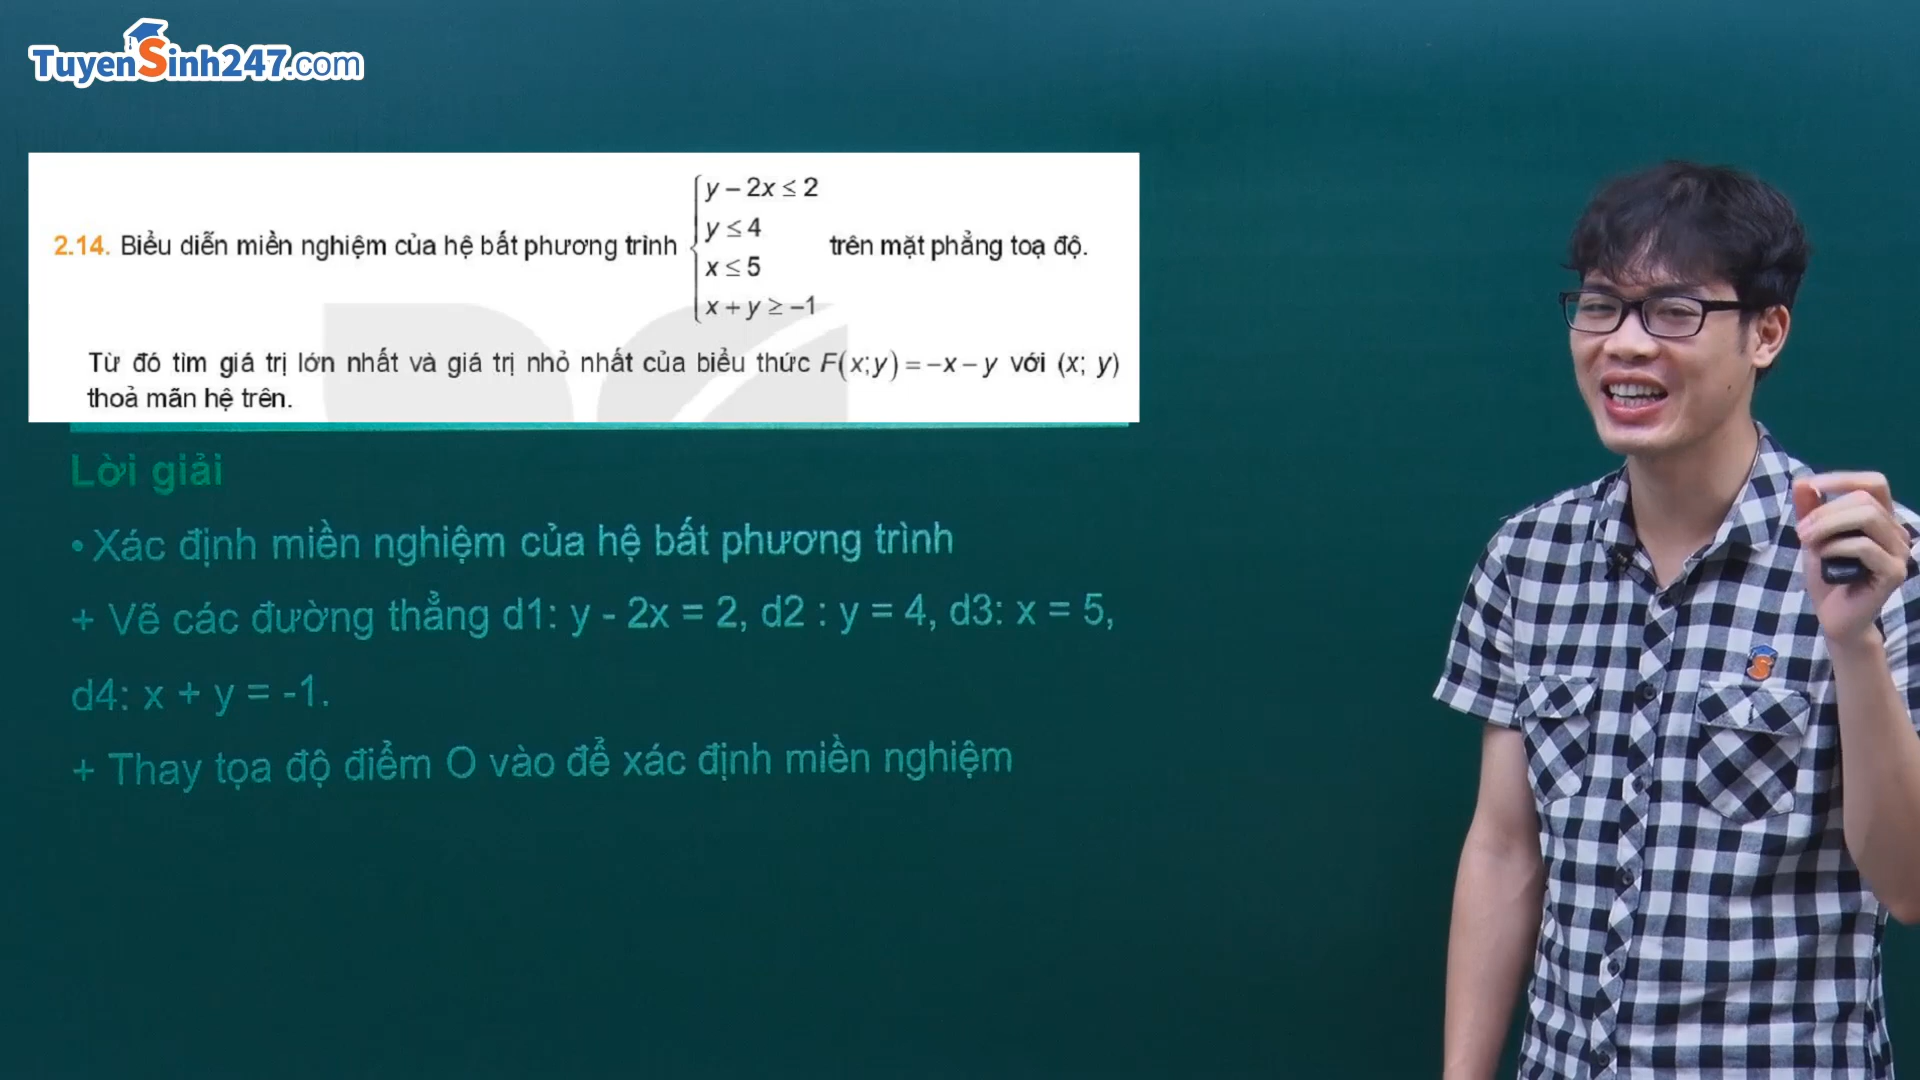 TuyenSinh247.com
y – 2x ≤ 2
y ≤ 4
2.14. Biểu diễn miền nghiệm của hệ bất phương trình trên mặt phẳng toạ độ.
x ≤ 5
x + y ≥ –1
Từ đó tìm giá trị lớn nhất và giá trị nhỏ nhất của biểu thức F(x;y) = –x – y với (x; y)
thoả mãn hệ trên.
Lời giải
• Xác định miền nghiệm của hệ bất phương trình
+ Vẽ các đường thẳng d1: y - 2x = 2, d2 : y = 4, d3: x = 5,
d4: x + y = -1.
+ Thay tọa độ điểm O vào để xác định miền nghiệm